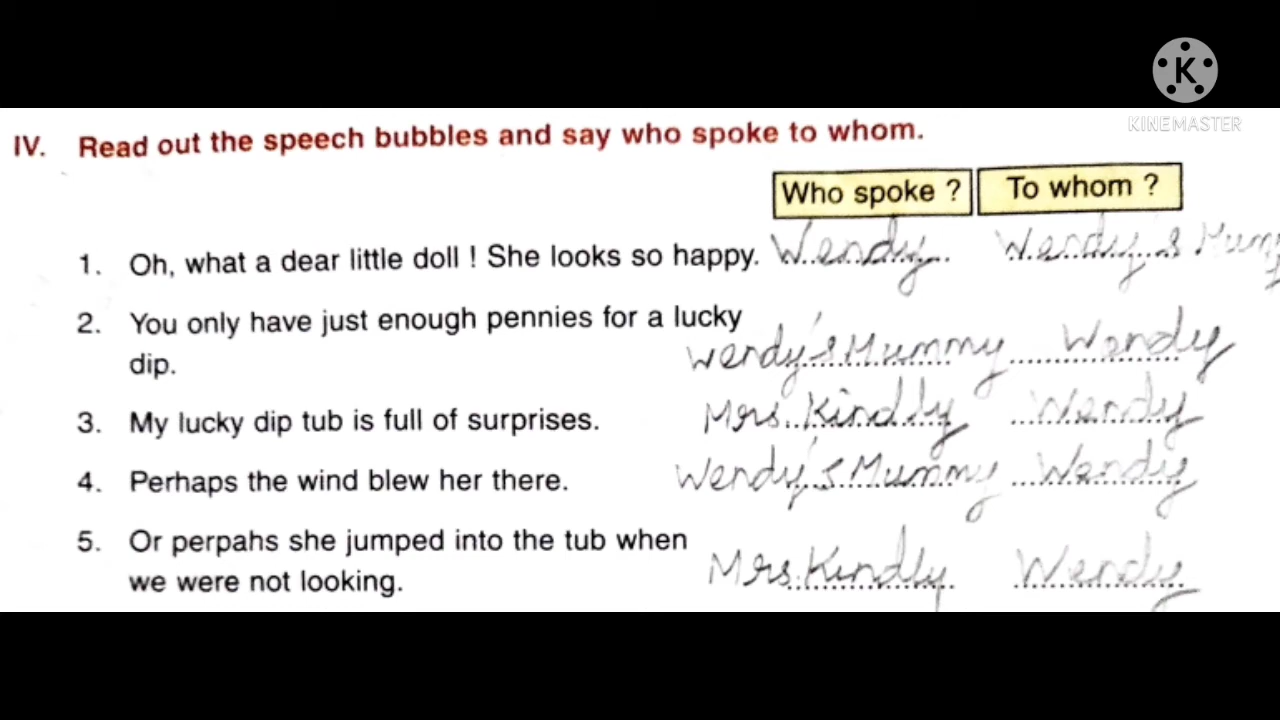 K
KINEMASTER
IV. Read out the speech bubbles and say who spoke to whom.
Who spoke ? To whom ?
1. Oh, what a dear little doll ! She looks so happy. Wendy Wendy's Mum
2. You only have just enough pennies for a lucky
dip. Wendy's Mummy Wendy
3. My lucky dip tub is full of surprises. Mrs. Kindly Wendy
4. Perhaps the wind blew her there. Wendy's Mummy Wendy
5. Or perpahs she jumped into the tub when
we were not looking. Mrs. Kindly Wendy